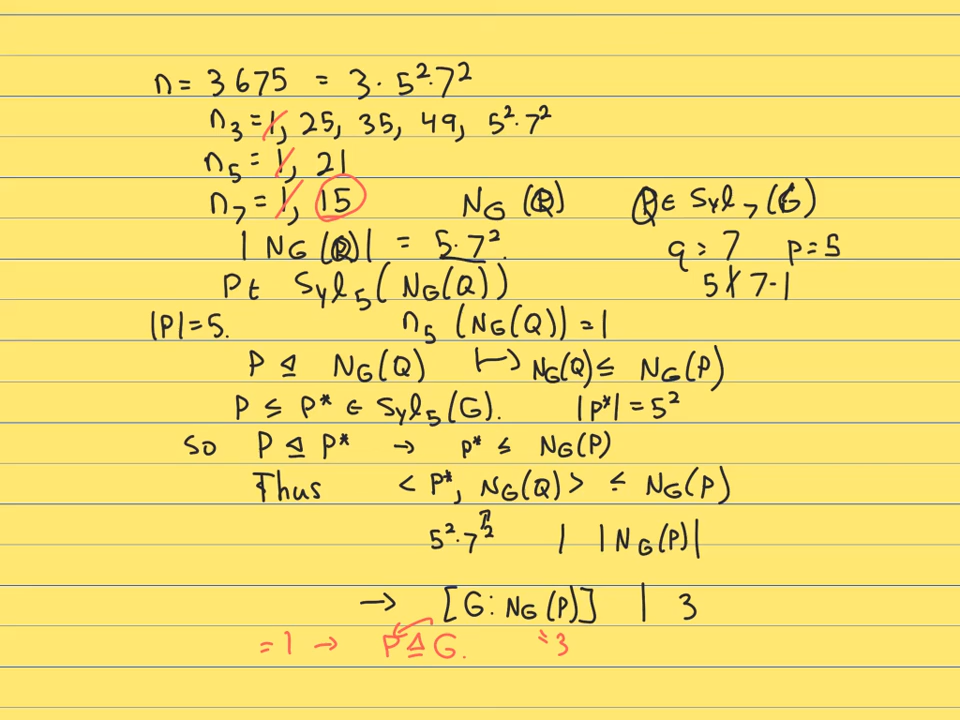 n = 3675 = 3 · 5² · 7²
n₃ = 1, 25, 35, 49, 5² · 7²
n₅ = 1, 21
n₇ = 1, 15 N_G(Q) Q ∈ Syl₇(G)
|N_G(Q)| = 5 · 7². q = 7 p = 5
P ∈ Syl₅(N_G(Q)) 5 ∤ 7-1
|P| = 5. n₅(N_G(Q)) = 1
P ⊴ N_G(Q) ↦ N_G(Q) ≤ N_G(P)
P ≤ P* ∈ Syl₅(G). |P*| = 5²
So P ⊴ P* → P* ≤ N_G(P)
Thus < P*, N_G(Q) > ≤ N_G(P)
5² · 7² | |N_G(P)|
→ [G : N_G(P)] | 3
= 1 → P ⊴ G. = 3